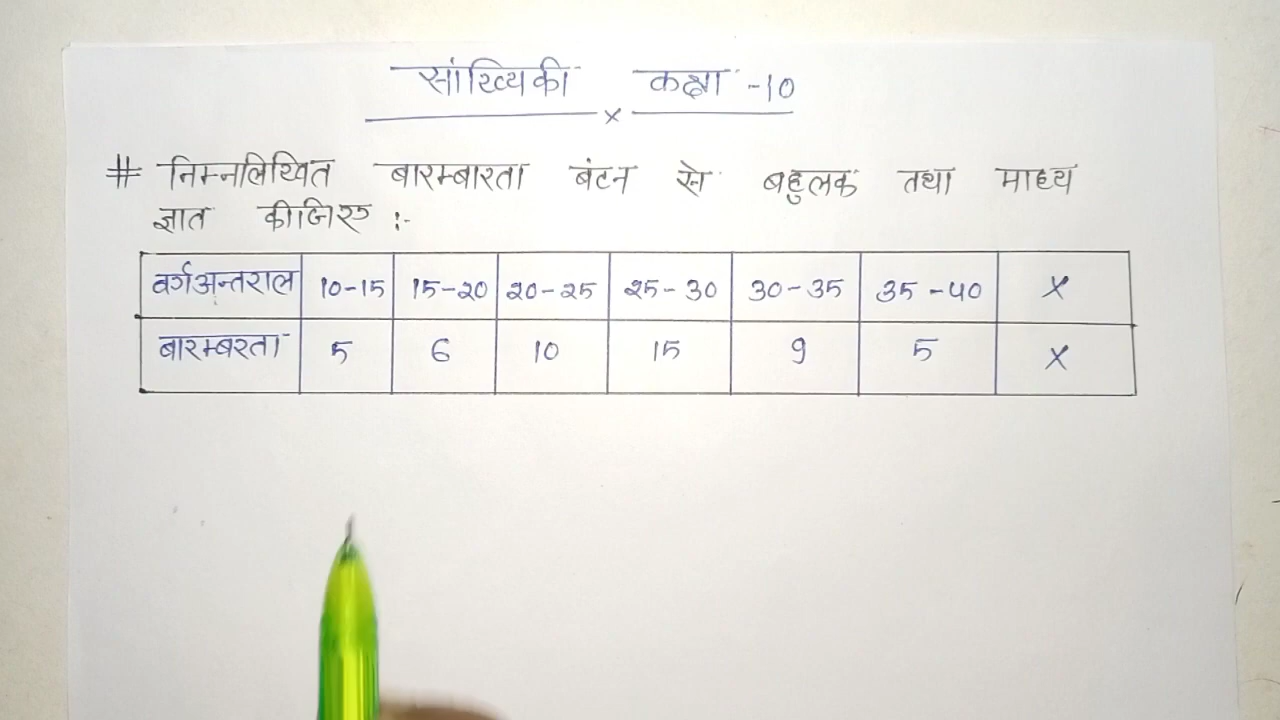 सांख्यिकी कक्षा -10
x
# निम्नलिखित बारम्बारता बंटन से बहुलक तथा माध्य
ज्ञात कीजिए :-
वर्गअन्तराल 10-15 15-20 20-25 25-30 30-35 35-40 x
बारम्बरता 5 6 10 15 9 5 x